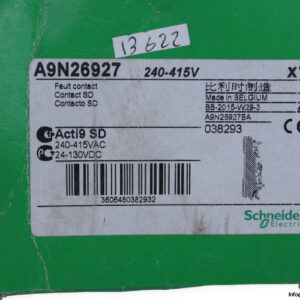 13622
A9N26927 240-415V X
Fault contact
Contact SD
Contacto SD
比利时制造
Made in BELGIUM
BB-2015-W29-3
A9N26927BA
038293
Acti9 SD
240-415VAC
24-130VDC
3606480382932
Schneider
Electric